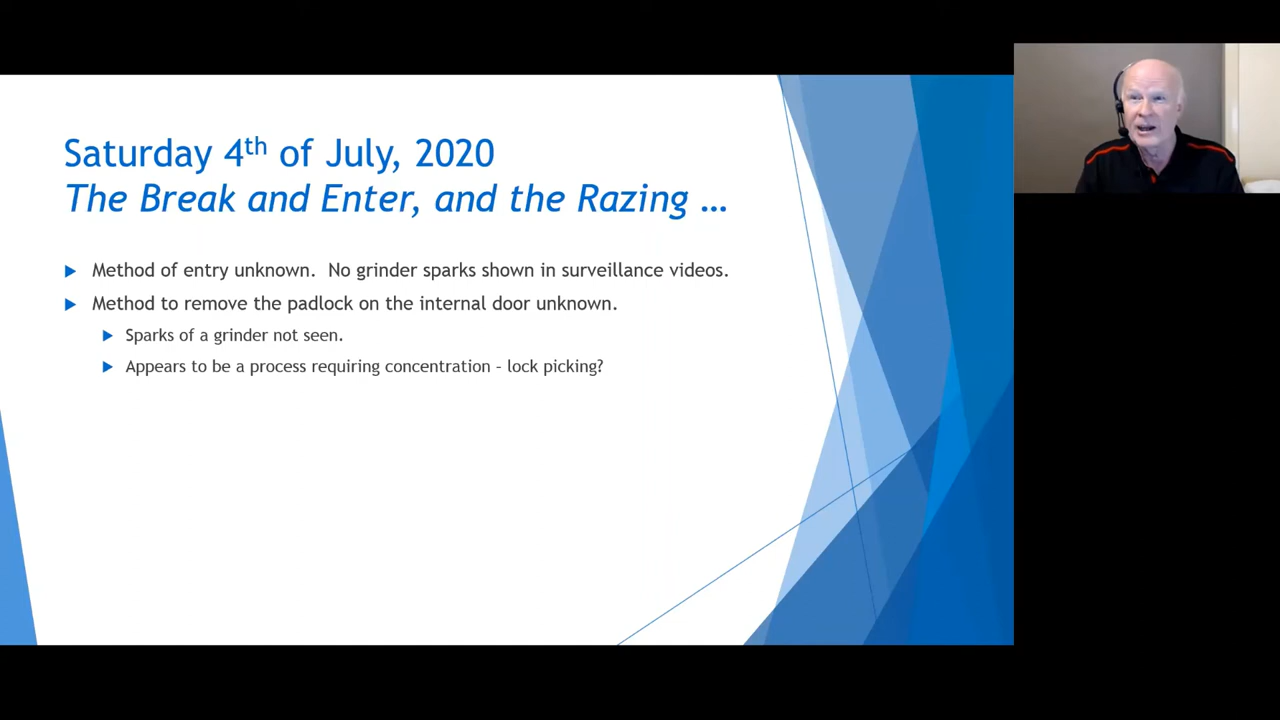 Saturday 4th of July, 2020
The Break and Enter, and the Razing …
Method of entry unknown.  No grinder sparks shown in surveillance videos.
Method to remove the padlock on the internal door unknown.
Sparks of a grinder not seen.
Appears to be a process requiring concentration – lock picking?